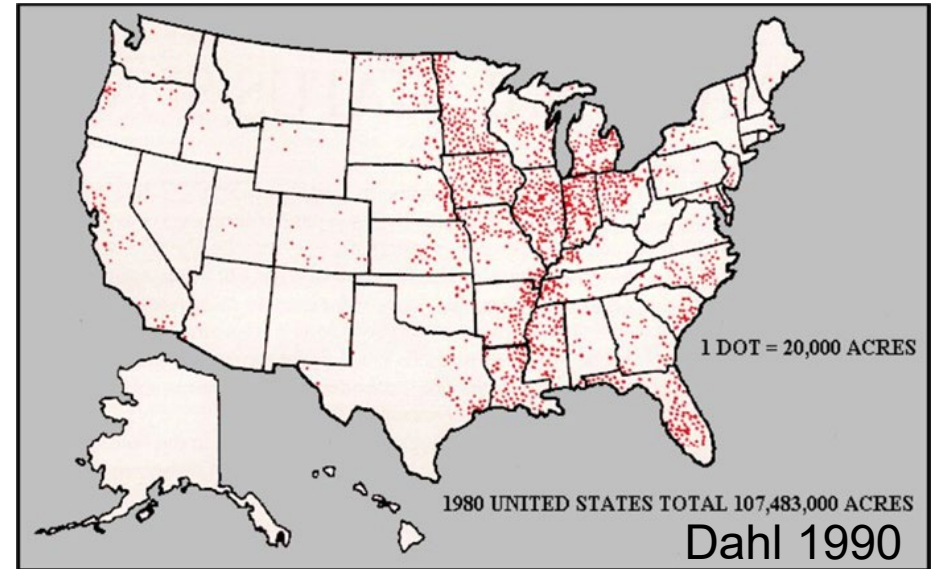 1 DOT = 20,000 ACRES
1980 UNITED STATES TOTAL 107,483,000 ACRES
Dahl 1990